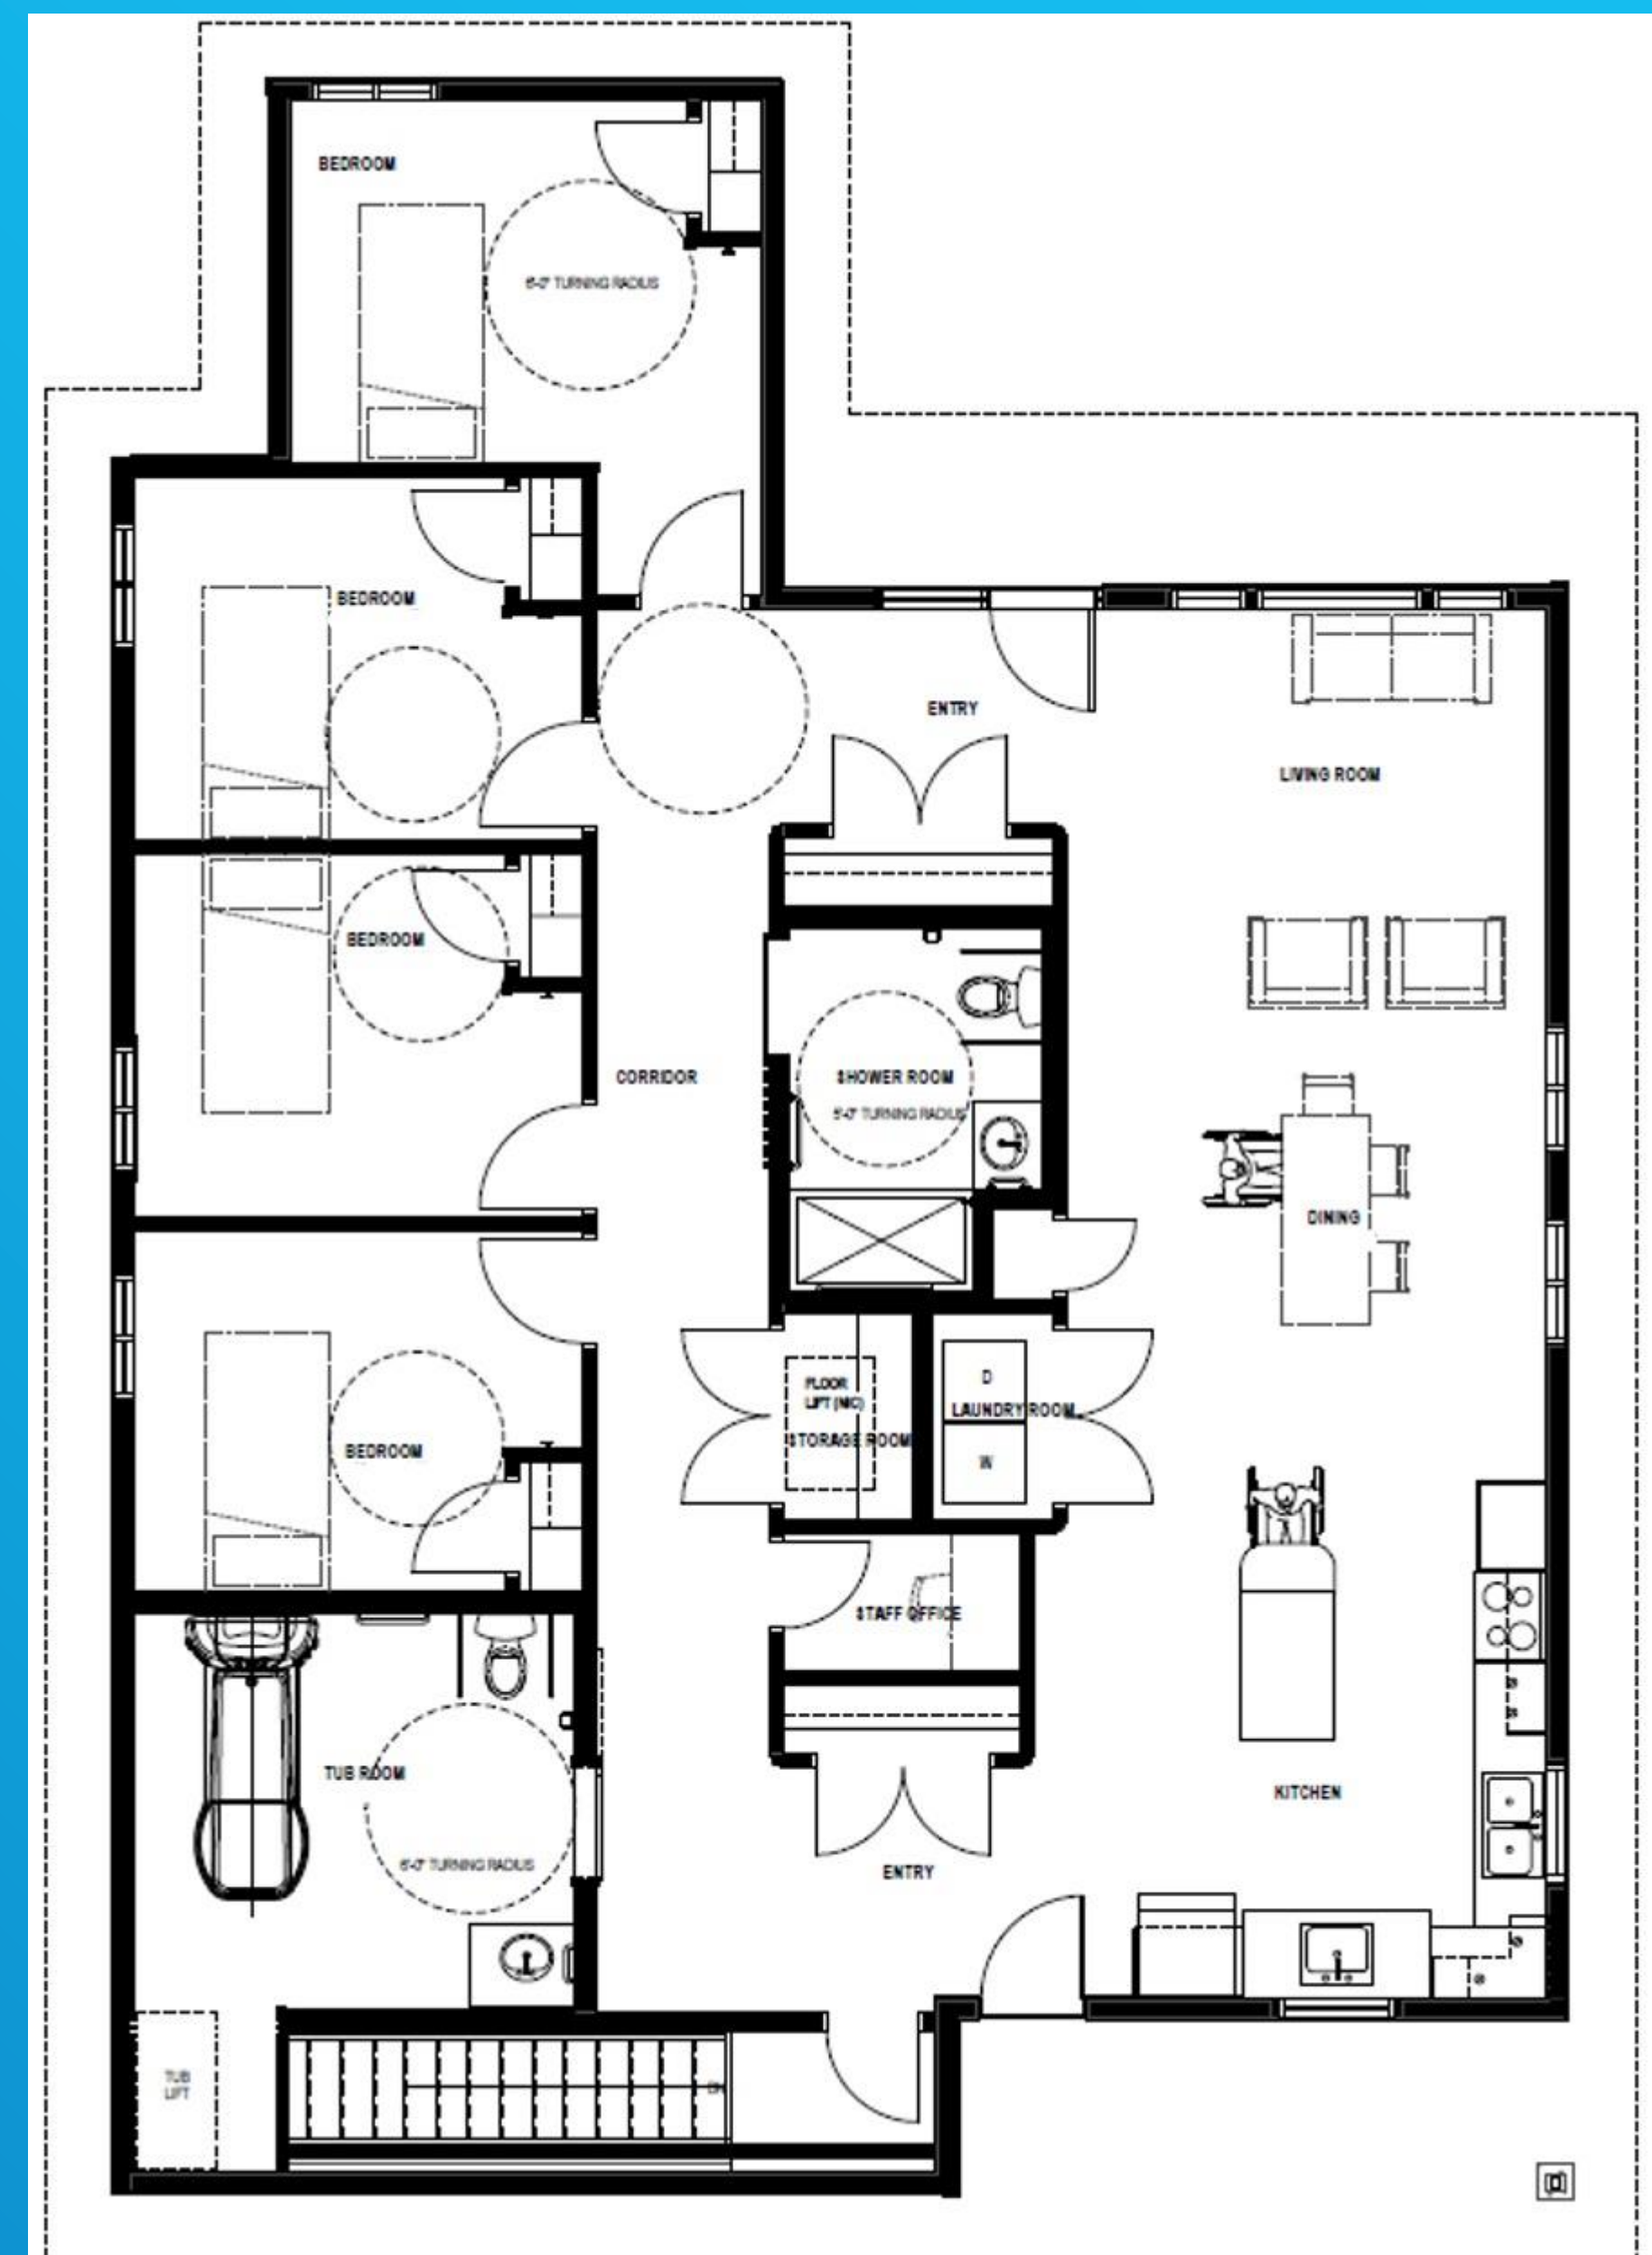 BEDROOM
6'-0" TURNING RADIUS
BEDROOM
ENTRY
LIVING ROOM
BEDROOM
CORRIDOR
SHOWER ROOM
5'-0" TURNING RADIUS
DINING
FLOOR
LIFT (NIC)
STORAGE ROOM
D
LAUNDRY ROOM
W
BEDROOM
STAFF OFFICE
TUB ROOM
KITCHEN
6'-0" TURNING RADIUS
ENTRY
TUB
LIFT